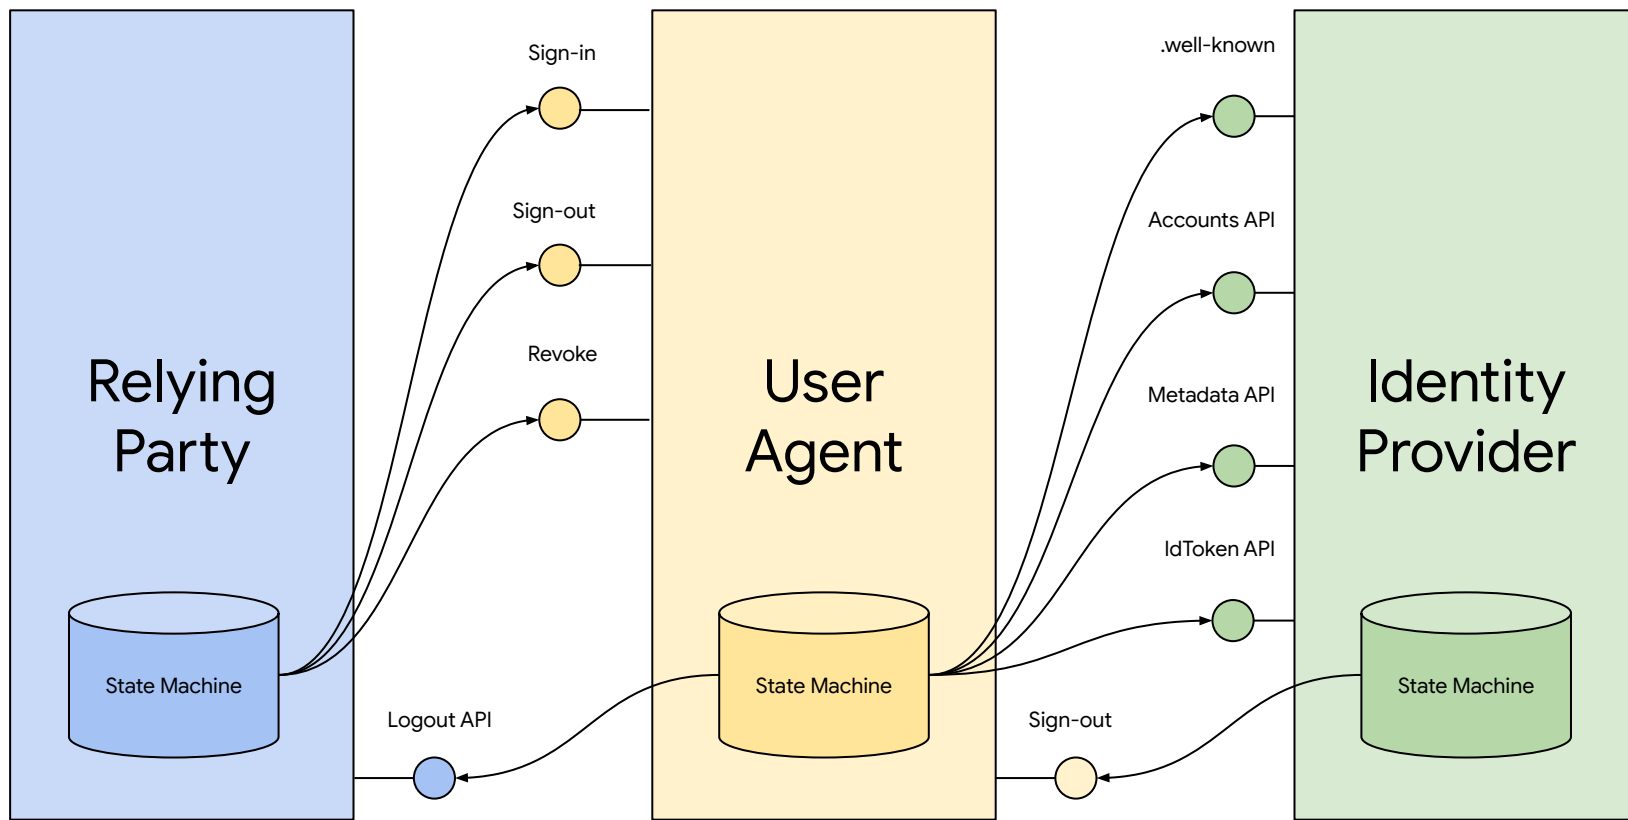 Sign-in
.well-known
Sign-out
Accounts API
Revoke
Relying
Party
User
Agent
Identity
Provider
Metadata API
IdToken API
State Machine
State Machine
State Machine
Logout API
Sign-out